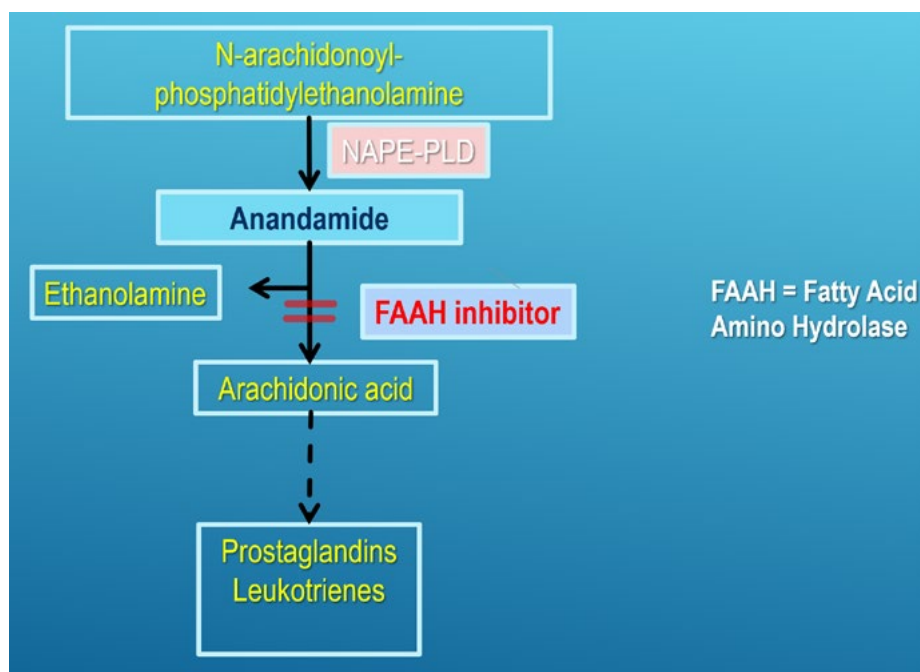 N-arachidonoyl-
phosphatidylethanolamine
NAPE-PLD
Anandamide
Ethanolamine
FAAH inhibitor
FAAH = Fatty Acid
Amino Hydrolase
Arachidonic acid
Prostaglandins
Leukotrienes